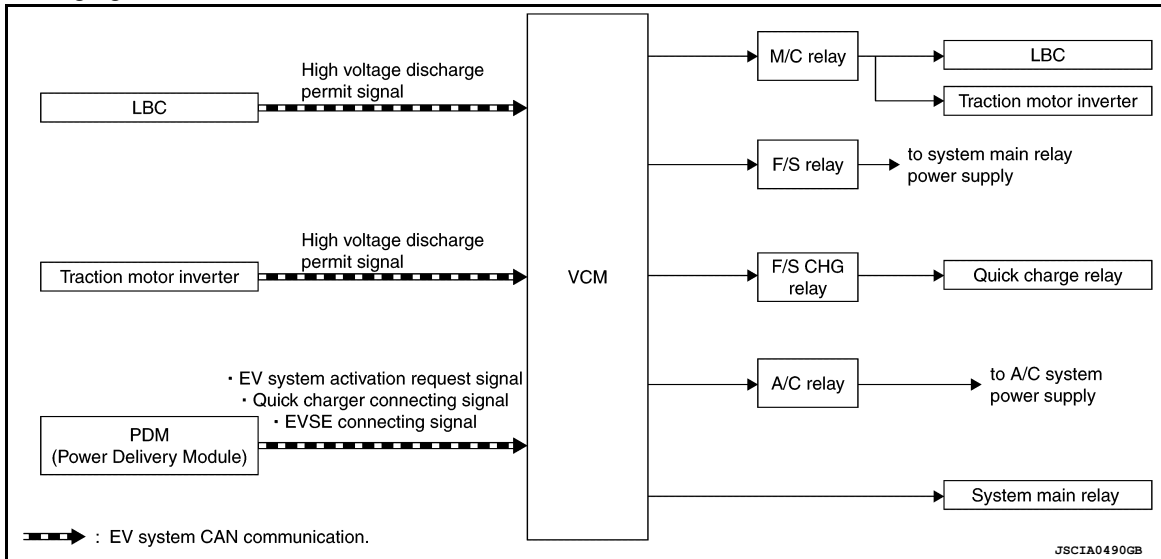 High voltage discharge
permit signal
LBC
High voltage discharge
permit signal
Traction motor inverter
・EV system activation request signal
・Quick charger connecting signal
・EVSE connecting signal
PDM
(Power Delivery Module)
: EV system CAN communication.
VCM
M/C relay
LBC
Traction motor inverter
F/S relay
to system main relay
power supply
F/S CHG
relay
Quick charge relay
A/C relay
to A/C system
power supply
System main relay
JSCIA0490GB